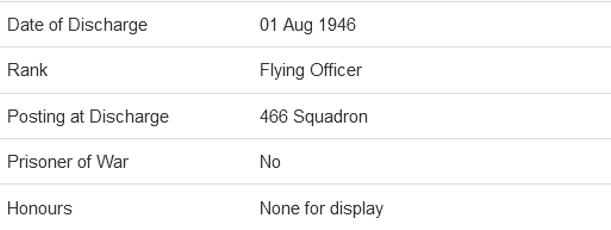 Date of Discharge 01 Aug 1946
Rank Flying Officer
Posting at Discharge 466 Squadron
Prisoner of War No
Honours None for display